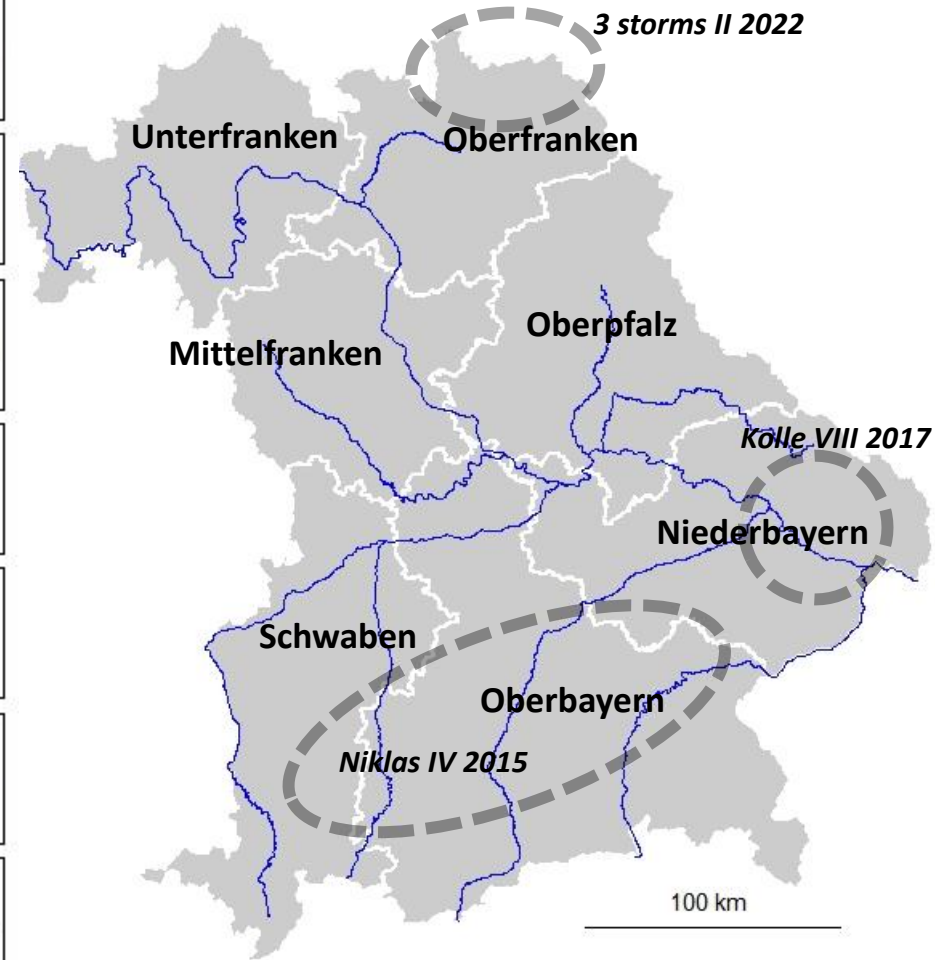 3 storms II 2022
Unterfranken
Oberfranken
Oberpfalz
Mittelfranken
Kolle VIII 2017
Niederbayern
Schwaben
Oberbayern
Niklas IV 2015
100 km